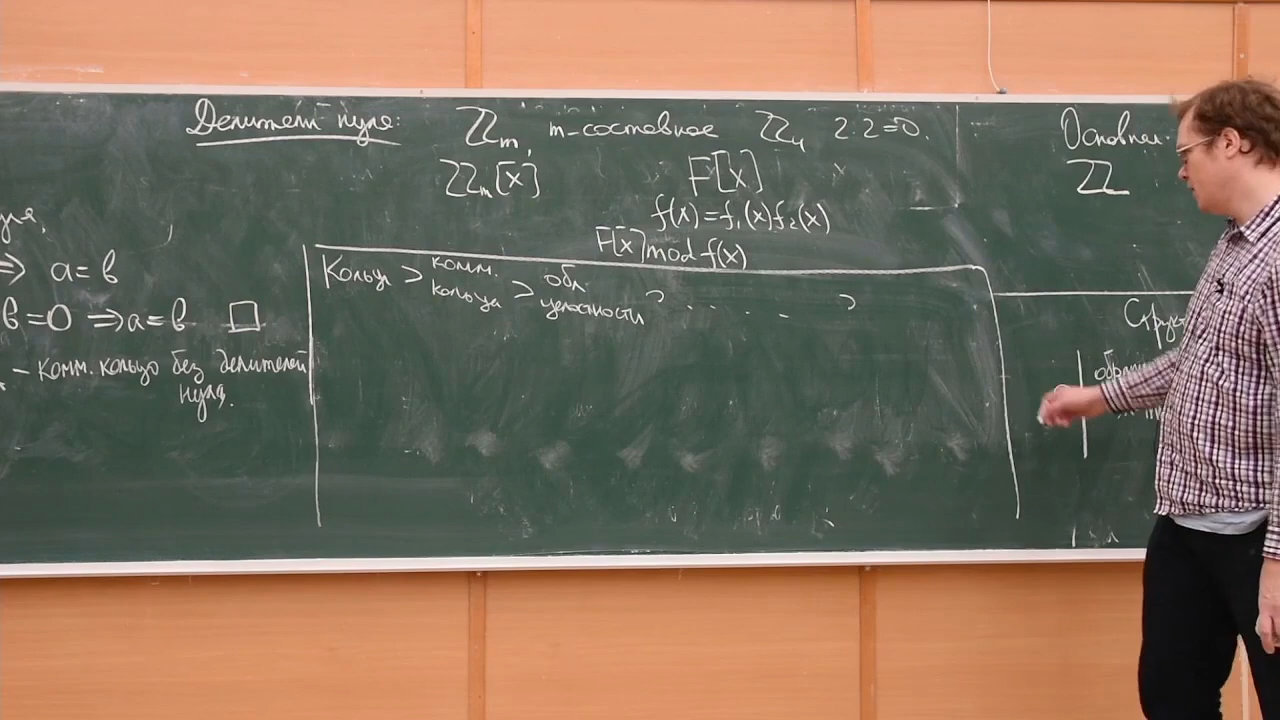 Делители нуля: ℤₘ, m-составное ℤ₄ 2·2=0.
ℤₘ[x] F[x]
f(x)=f₁(x)f₂(x)
F[x] mod f(x)
⇒ a=b
b=0 ⇒ a=b □
– комм. кольцо без делителей
нуля.
Кольца > комм. кольца > обл. целостности > . . . . >
ℤ